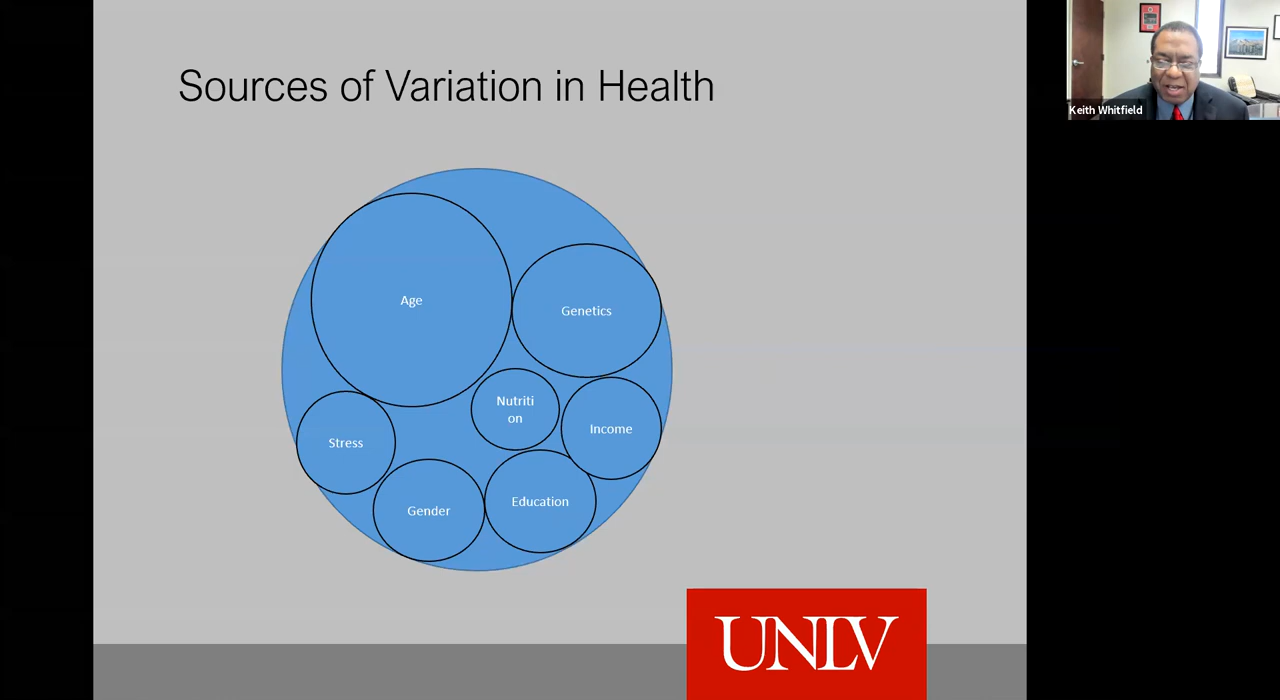 Sources of Variation in Health
Keith Whitfield
Age
Genetics
Nutriti
on
Income
Stress
Education
Gender
UNLV